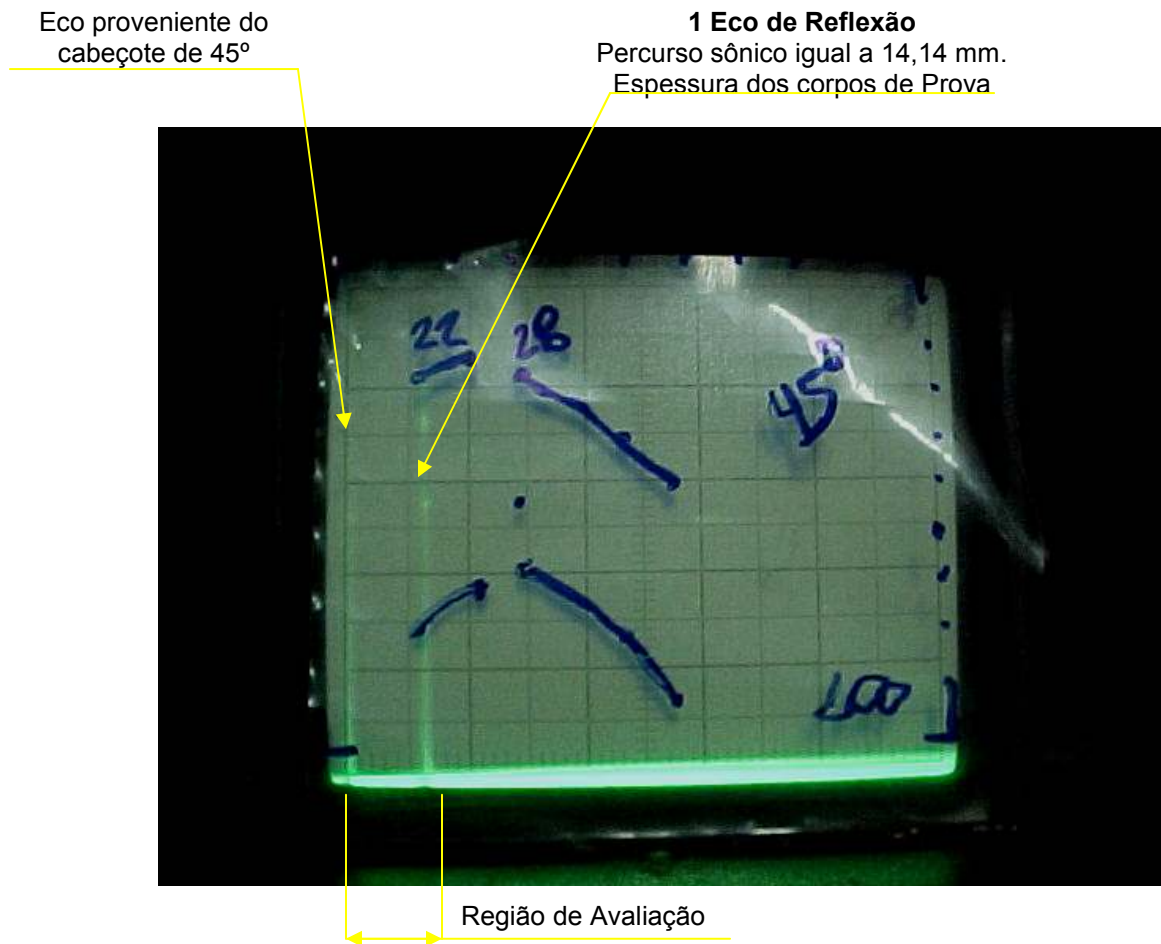 Eco proveniente do
cabeçote de 45º
1 Eco de Reflexão
Percurso sônico igual a 14,14 mm.
Espessura dos corpos de Prova
22
28
45
100
Região de Avaliação